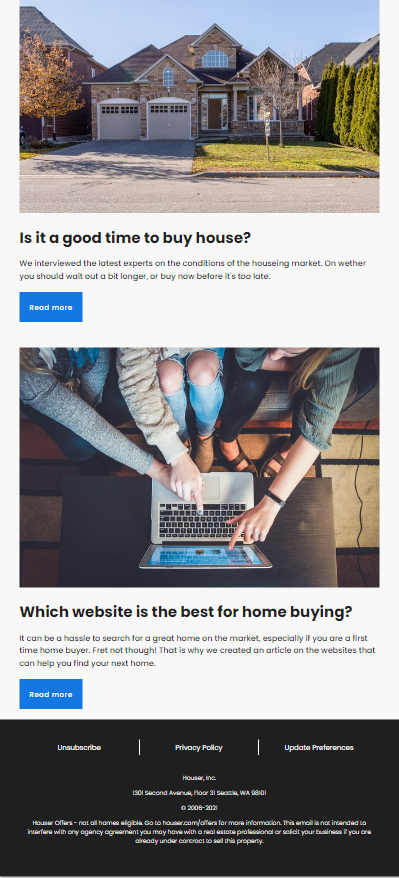 Is it a good time to buy house?
We interviewed the latest experts on the conditions of the houseing market. On wether
you should wait out a bit longer, or buy now before it's too late.
Read more
Which website is the best for home buying?
It can be a hassle to search for a great home on the market, especially if you are a first
time home buyer. Fret not though! That is why we created an article on the websites that
can help you find your next home.
Read more
Unsubscribe | Privacy Policy | Update Preferences
Houser, Inc.
1301 Second Avenue, Floor 31 Seattle, WA 98101
© 2006-2021
Houser Offers - not all homes eligible. Go to houser.com/offers for more information. This email is not intended to
interfere with any agency agreement you may have with a real estate professional or solicit your business if you are
already under contract to sell this property.